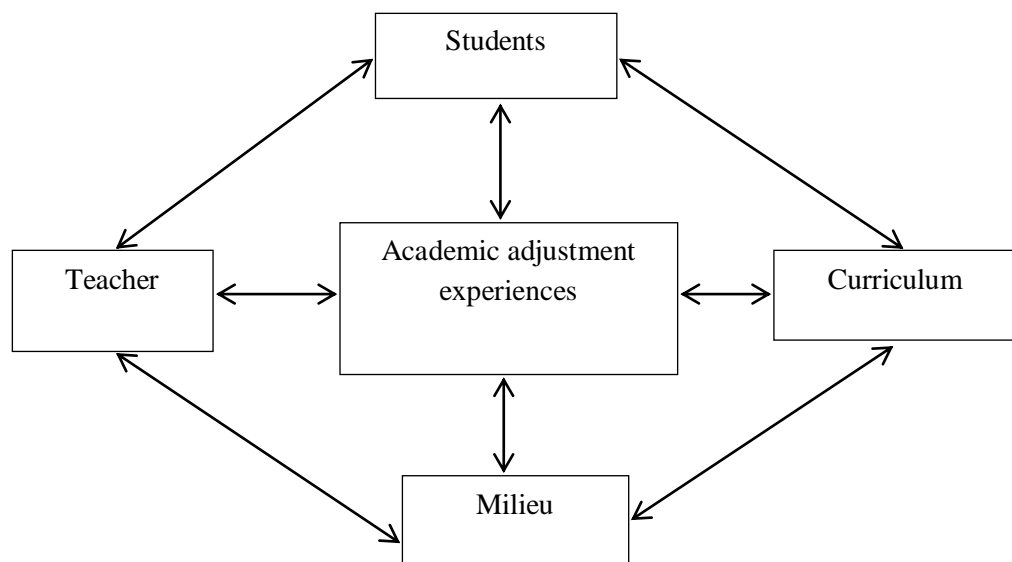 Students
Academic adjustment
experiences
Teacher
Curriculum
Milieu